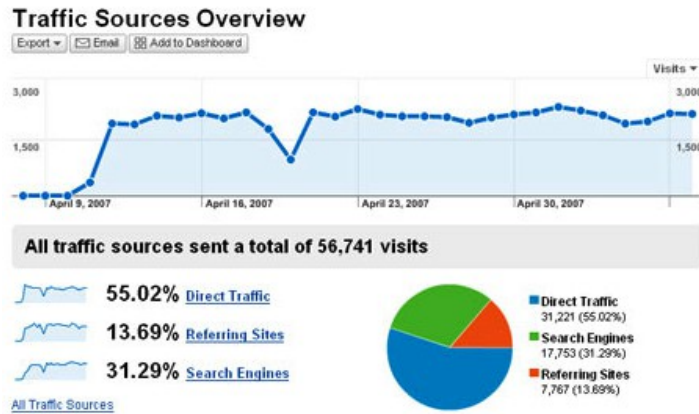 Traffic Sources Overview
Export Email Add to Dashboard
Visits
3,000 3,000
1,500 1,500
April 9, 2007 April 16, 2007 April 23, 2007 April 30, 2007
All traffic sources sent a total of 56,741 visits
55.02% Direct Traffic
13.69% Referring Sites
31.29% Search Engines
All Traffic Sources
Direct Traffic
31,221 (55.02%)
Search Engines
17,753 (31.29%)
Referring Sites
7,767 (13.69%)